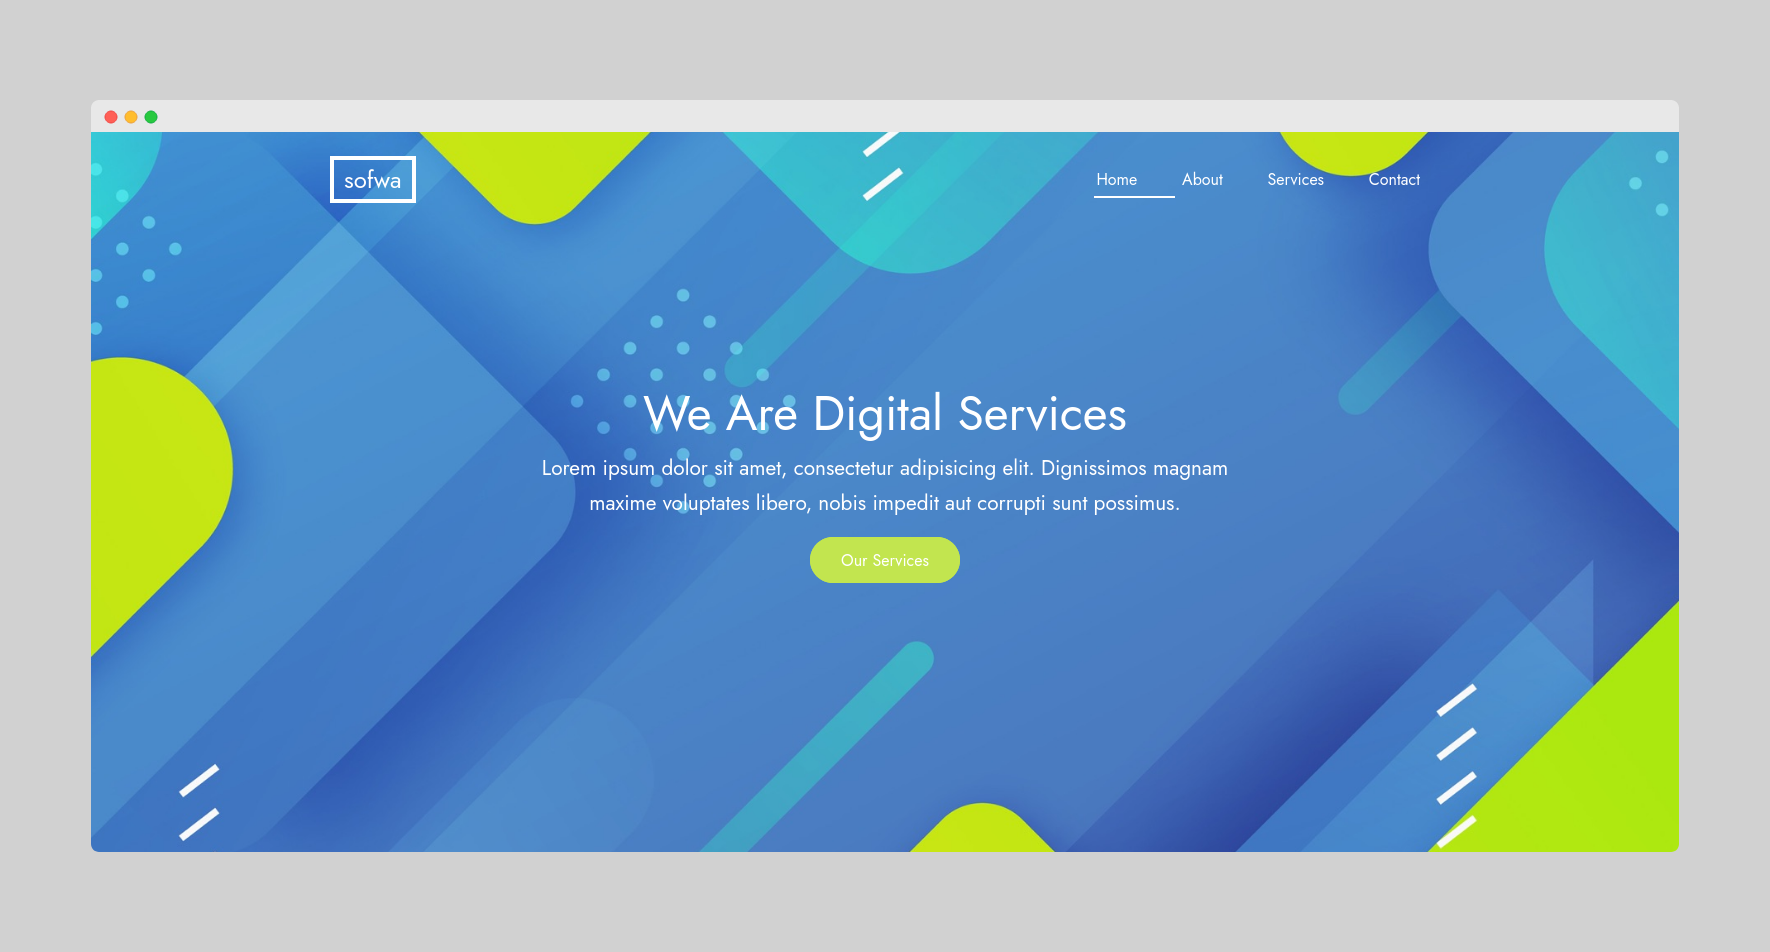 sofwa
Home About Services Contact
We Are Digital Services
Lorem ipsum dolor sit amet, consectetur adipisicing elit. Dignissimos magnam
maxime voluptates libero, nobis impedit aut corrupti sunt possimus.
Our Services